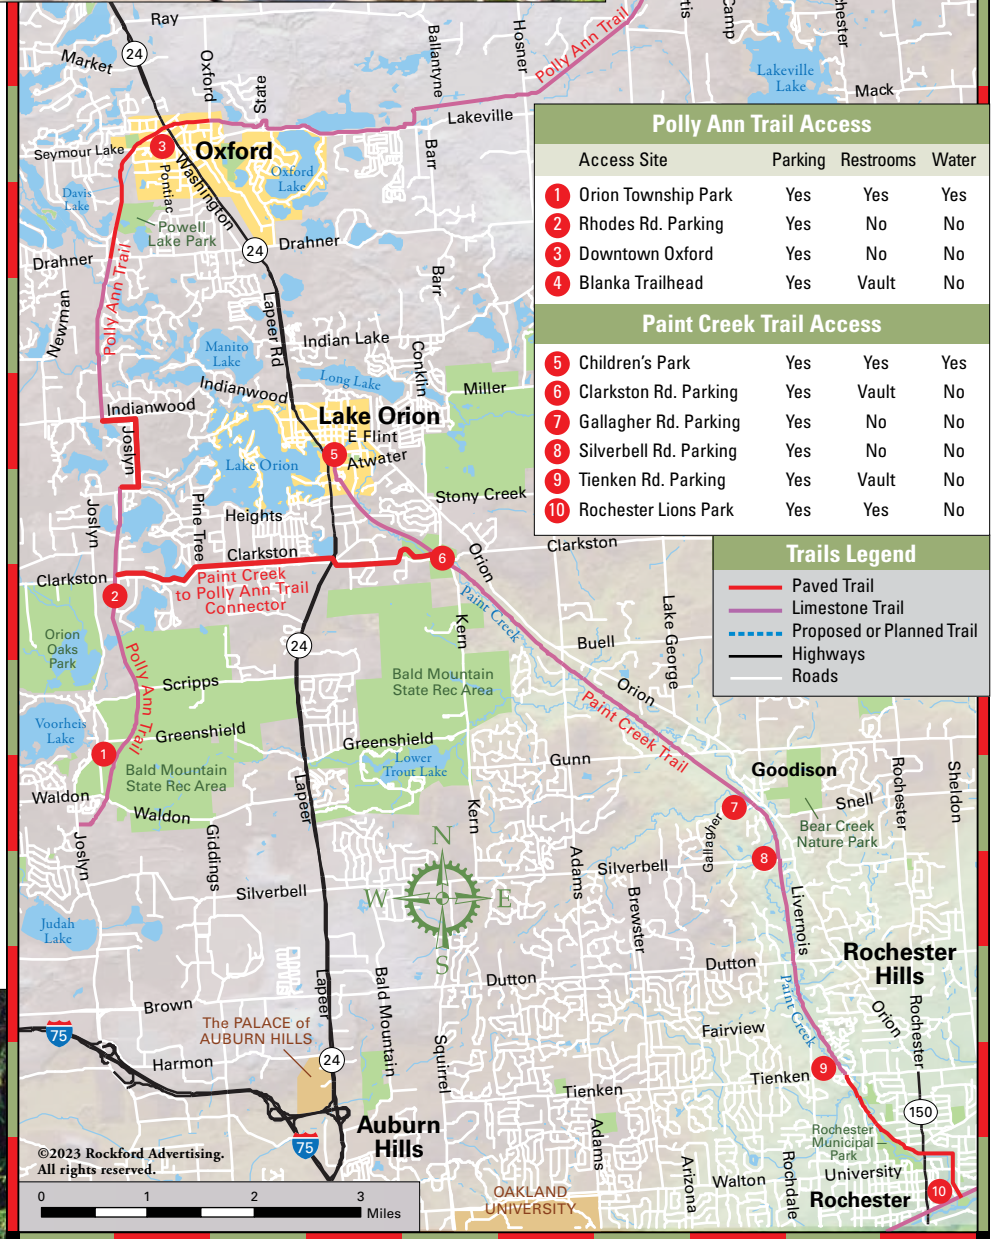 Ray
24
Market
Oxford
State
Ballantyne
Hosner
Polly Ann Trail
tis
Camp
chester
Lakeville
Lake
Mack
Lakeville
Seymour Lake
3
Oxford
Washington
Pontiac
Oxford
Lake
Barr
Davis
Lake
Powell
Lake Park
Drahner
24
Drahner
Polly Ann Trail
Newman
Lapeer Rd
Barr
Manito
Lake
Indian Lake
Long Lake
Conklin
Miller
Indianwood
Indianwood
Lake Orion
E Flint
5
Atwater
Joslyn
Lake Orion
Stony Creek
Joslyn
Pine Tree
Heights
Clarkston
Clarkston
6
Orion
Clarkston
Paint Creek
to Polly Ann Trail
Connector
2
Paint Creek
Kern
Buell
Lake George
Orion
Oaks
Park
24
Polly Ann Trail
Scripps
Bald Mountain
State Rec Area
Orion
Paint Creek Trail
Voorheis
Lake
Greenshield
Greenshield
1
Bald Mountain
State Rec Area
Lower
Trout Lake
Gunn
Goodison
Rochester
Sheldon
Waldon
Waldon
Lapeer
Kern
7
Snell
Bear Creek
Nature Park
Joslyn
Giddings
N
W
E
S
Adams
Silverbell
Gallagher
8
Silverbell
Brewster
Livernois
Judah
Lake
Rochester
Hills
Dutton
Dutton
Lapeer
Bald Mountain
Brown
Paint Creek
Orion
Rochester
75
The PALACE of
AUBURN HILLS
Harmon
24
Squirrel
Fairview
Tienken
Tienken
9
150
Auburn
Hills
75
Adams
Rochester
Municipal
Park
University
Arizona
Walton
Rochdale
Rochester
10
OAKLAND
UNIVERSITY
©2023 Rockford Advertising.
All rights reserved.
0 1 2 3
Miles
Polly Ann Trail Access
Access Site Parking Restrooms Water
1 Orion Township Park Yes Yes Yes
2 Rhodes Rd. Parking Yes No No
3 Downtown Oxford Yes No No
4 Blanka Trailhead Yes Vault No
Paint Creek Trail Access
5 Children's Park Yes Yes Yes
6 Clarkston Rd. Parking Yes Vault No
7 Gallagher Rd. Parking Yes No No
8 Silverbell Rd. Parking Yes No No
9 Tienken Rd. Parking Yes Vault No
10 Rochester Lions Park Yes Yes No
Trails Legend
Paved Trail
Limestone Trail
Proposed or Planned Trail
Highways
Roads